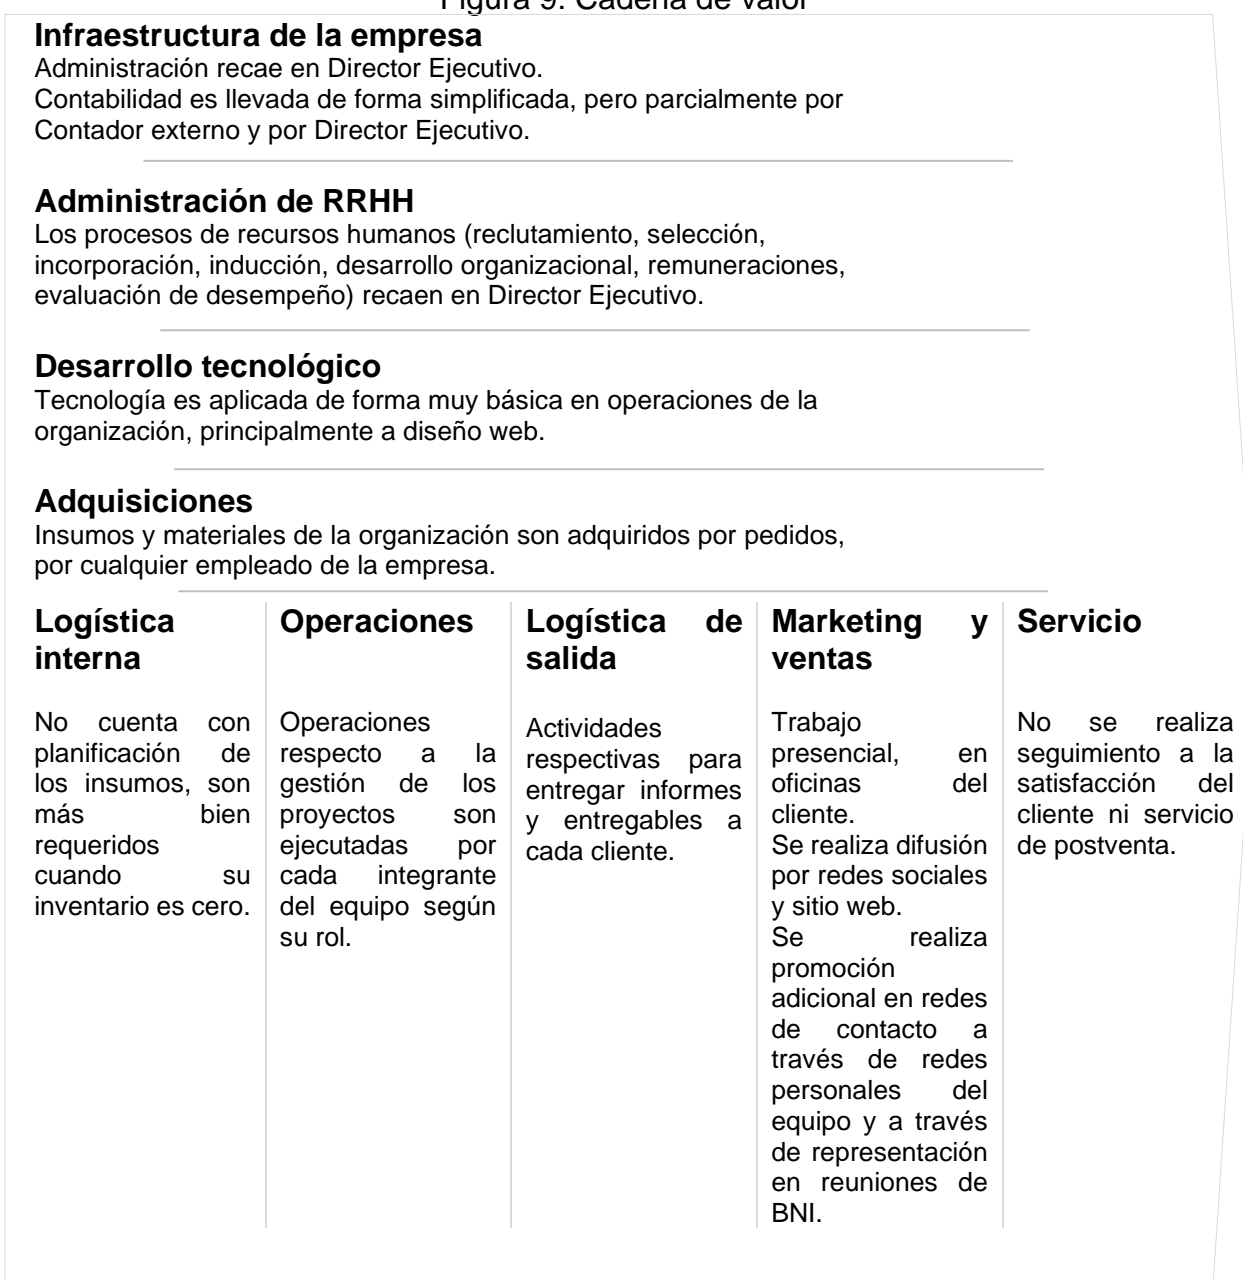 Figura 9. Cadena de valor
Infraestructura de la empresa
Administración recae en Director Ejecutivo.
Contabilidad es llevada de forma simplificada, pero parcialmente por
Contador externo y por Director Ejecutivo.
Administración de RRHH
Los procesos de recursos humanos (reclutamiento, selección,
incorporación, inducción, desarrollo organizacional, remuneraciones,
evaluación de desempeño) recaen en Director Ejecutivo.
Desarrollo tecnológico
Tecnología es aplicada de forma muy básica en operaciones de la
organización, principalmente a diseño web.
Adquisiciones
Insumos y materiales de la organización son adquiridos por pedidos,
por cualquier empleado de la empresa.
Logística
interna
No cuenta con
planificación de
los insumos, son
más bien
requeridos
cuando su
inventario es cero.
Operaciones
Operaciones
respecto a la
gestión de los
proyectos son
ejecutadas por
cada integrante
del equipo según
su rol.
Logística de
salida
Actividades
respectivas para
entregar informes
y entregables a
cada cliente.
Marketing y
ventas
Trabajo
presencial, en
oficinas del
cliente.
Se realiza difusión
por redes sociales
y sitio web.
Se realiza
promoción
adicional en redes
de contacto a
través de redes
personales del
equipo y a través
de representación
en reuniones de
BNI.
Servicio
No se realiza
seguimiento a la
satisfacción del
cliente ni servicio
de postventa.